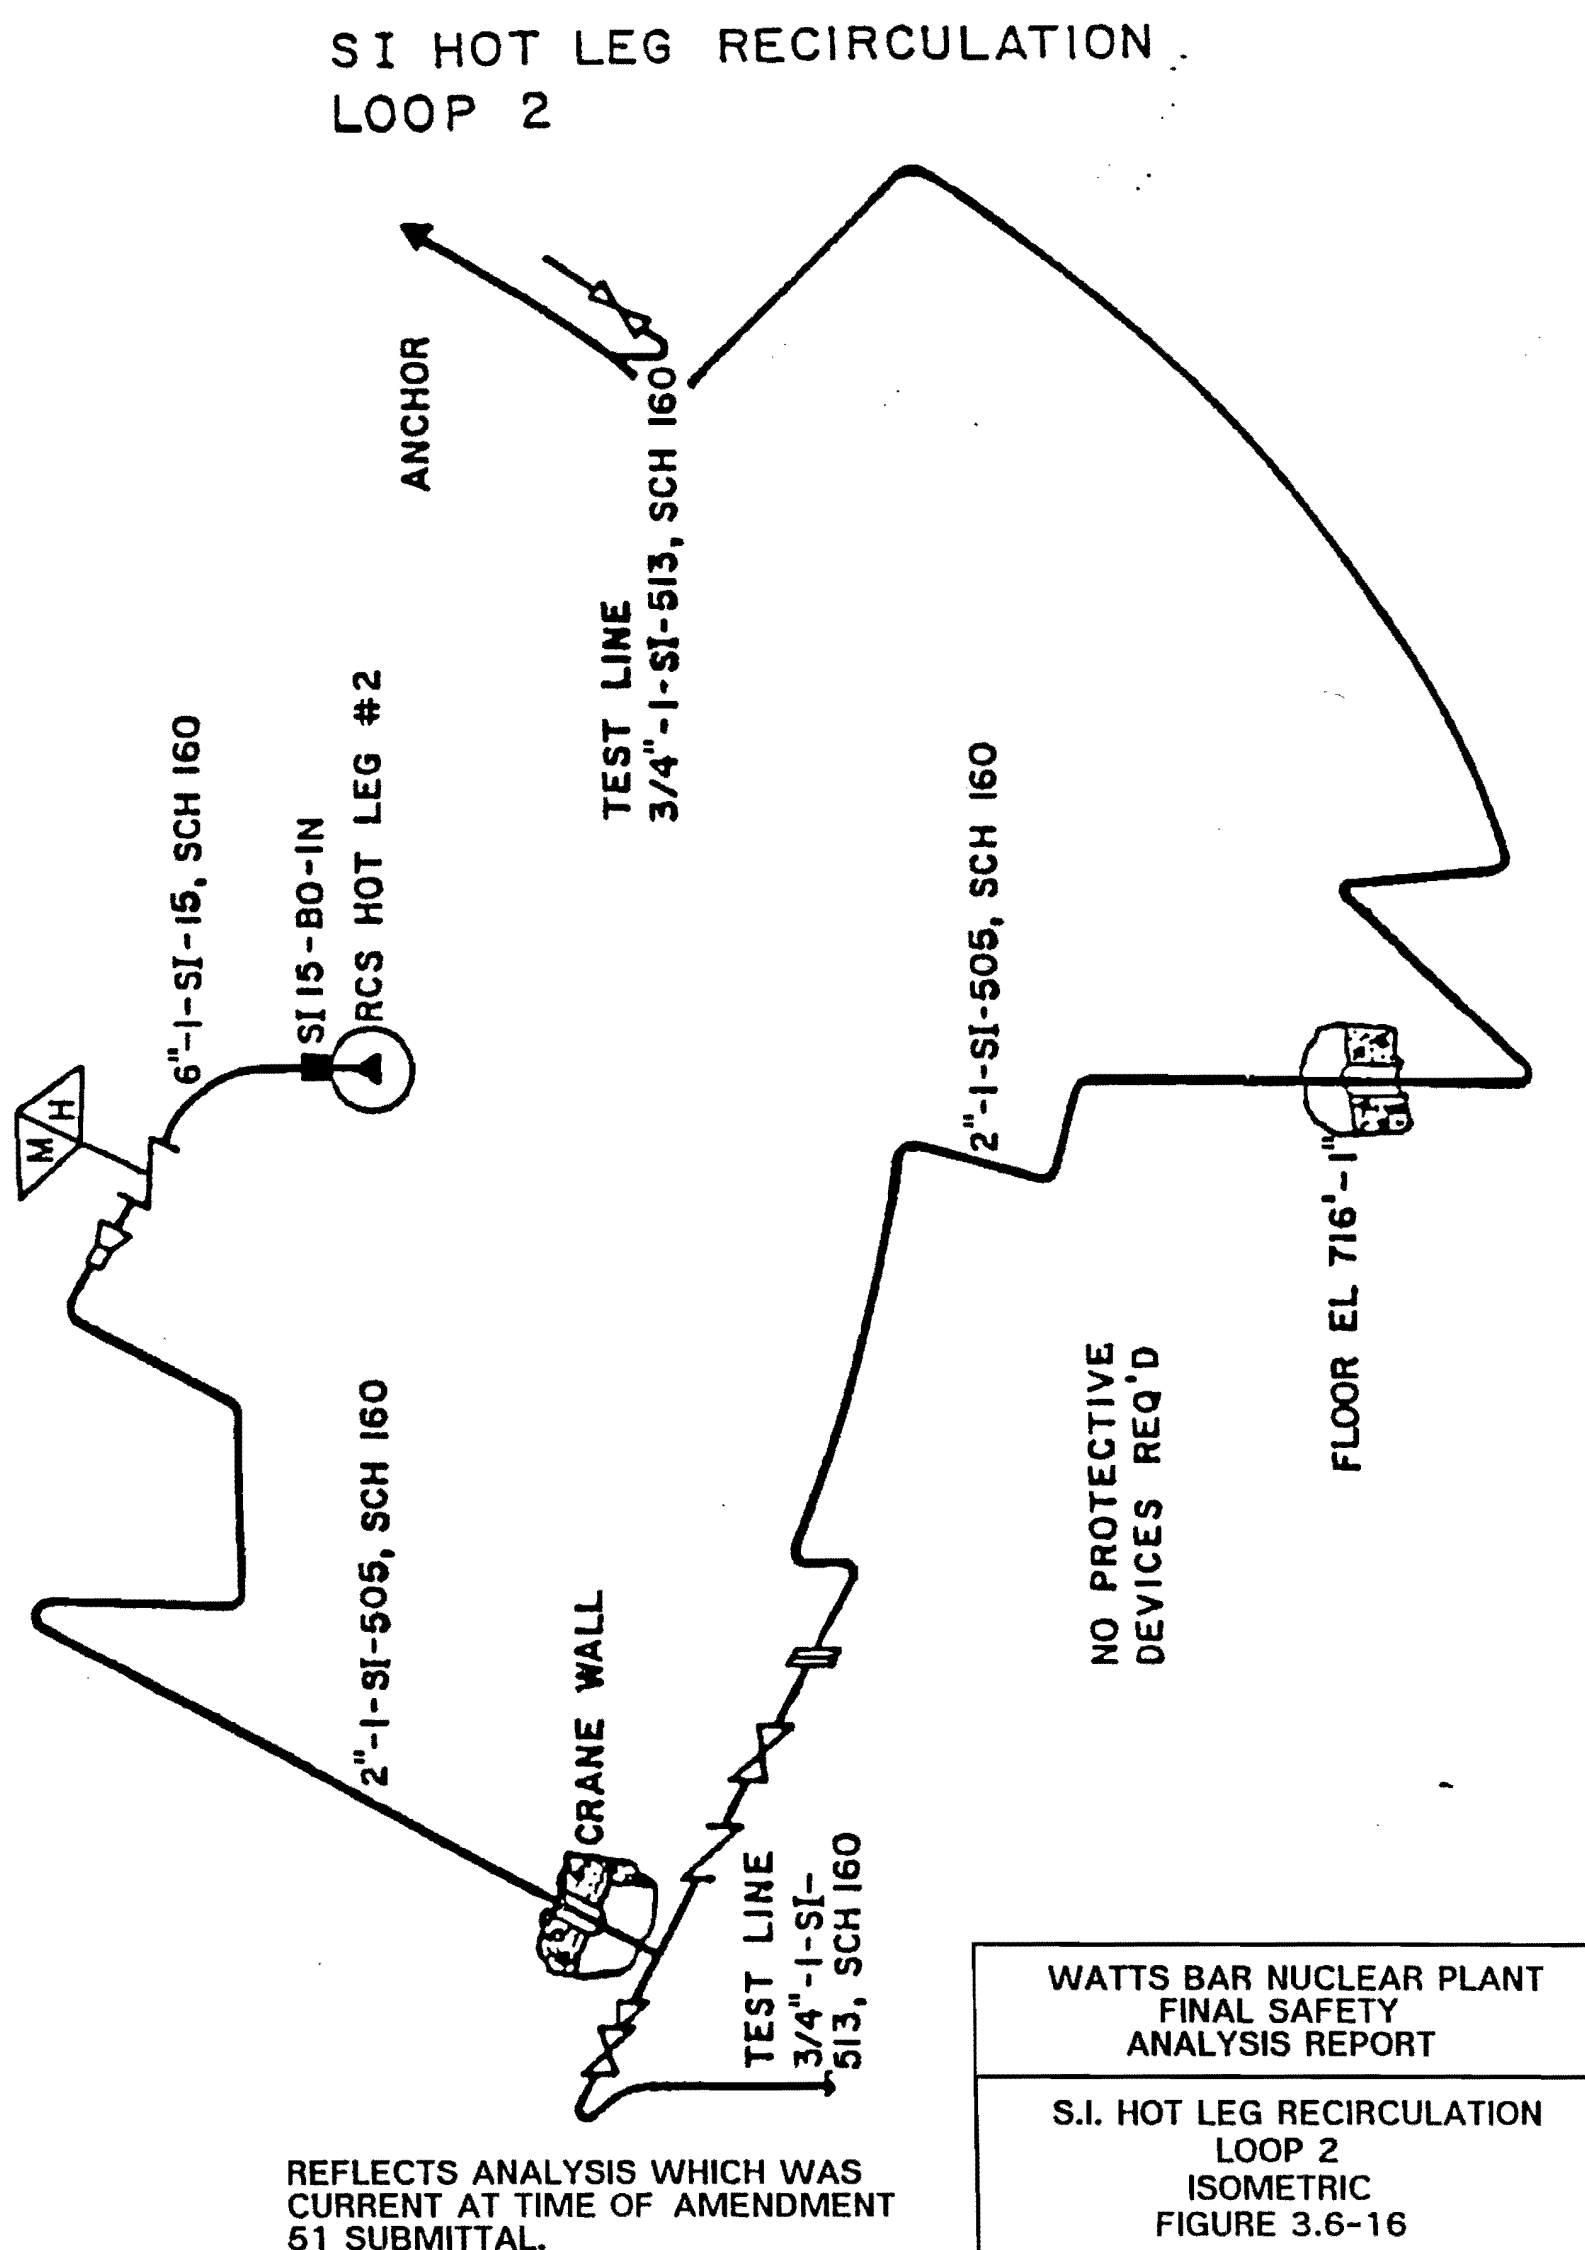 SI HOT LEG RECIRCULATION
LOOP 2
ANCHOR
TEST LINE
3/4"-1-SI-513, SCH 160
6"-1-SI-15, SCH 160
SI15-BO-IN
RCS HOT LEG #2
M H
2"-1-SI-505, SCH 160
2"-1-SI-505, SCH 160
FLOOR EL 716'-1"
NO PROTECTIVE
DEVICES REQ'D
CRANE WALL
TEST LINE
3/4"-1-SI-
513, SCH 160
WATTS BAR NUCLEAR PLANT
FINAL SAFETY
ANALYSIS REPORT
S.I. HOT LEG RECIRCULATION
LOOP 2
ISOMETRIC
FIGURE 3.6-16
REFLECTS ANALYSIS WHICH WAS
CURRENT AT TIME OF AMENDMENT
51 SUBMITTAL.